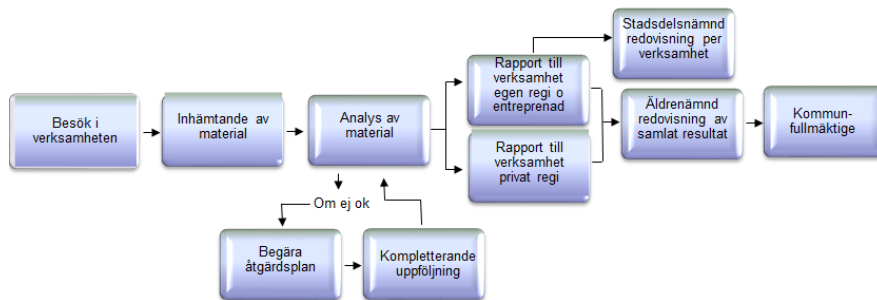 Besök i
verksamheten
Inhämtande av
material
Analys av
material
Rapport till
verksamhet
egen regi o
entreprenad
Rapport till
verksamhet
privat regi
Stadsdelsnämnd
redovisning per
verksamhet
Äldrenämnd
redovisning av
samlat resultat
Kommun-
fullmäktige
Om ej ok
Begära
åtgärdsplan
Kompletterande
uppföljning